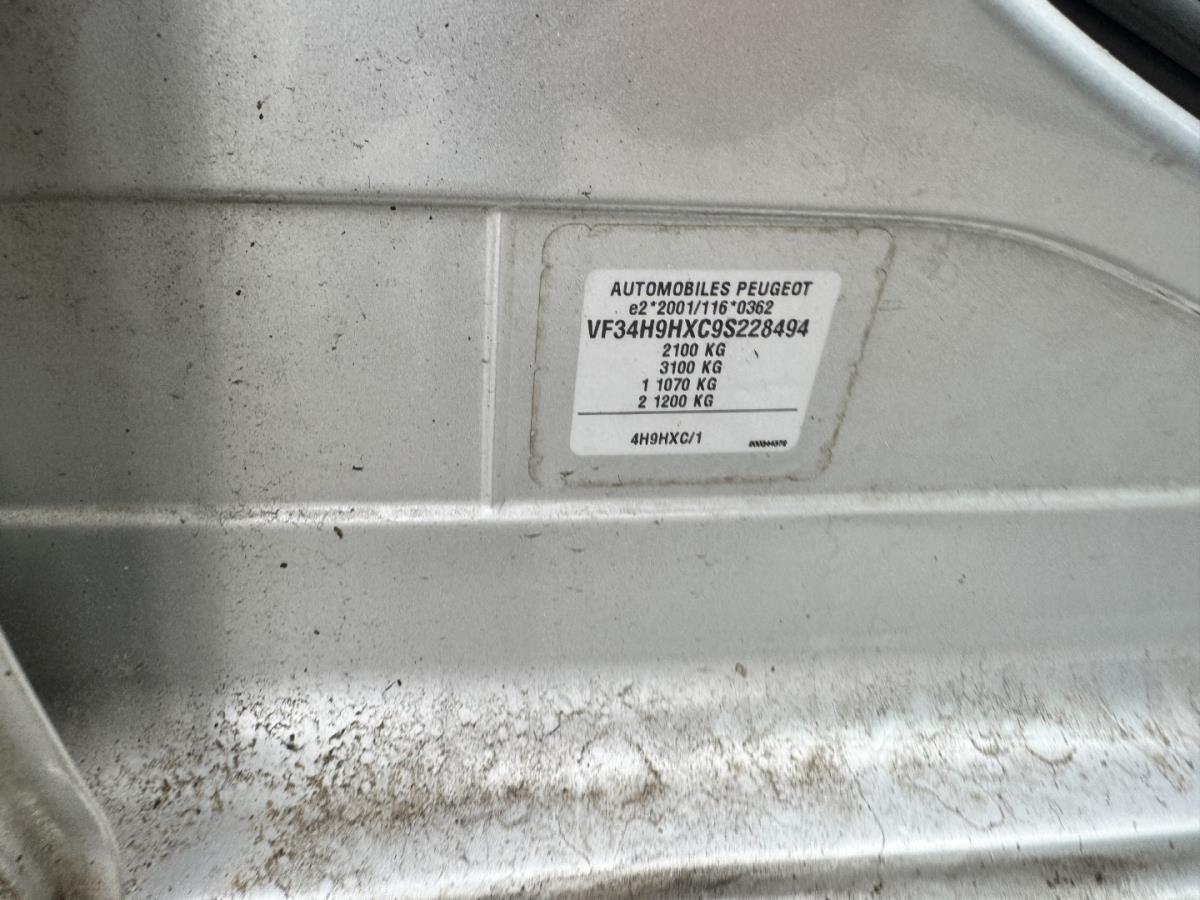 AUTOMOBILES PEUGEOT
e2*2001/116*0362
VF34H9HXC9S228494
2100 KG
3100 KG
1 1070 KG
2 1200 KG
4H9HXC/1